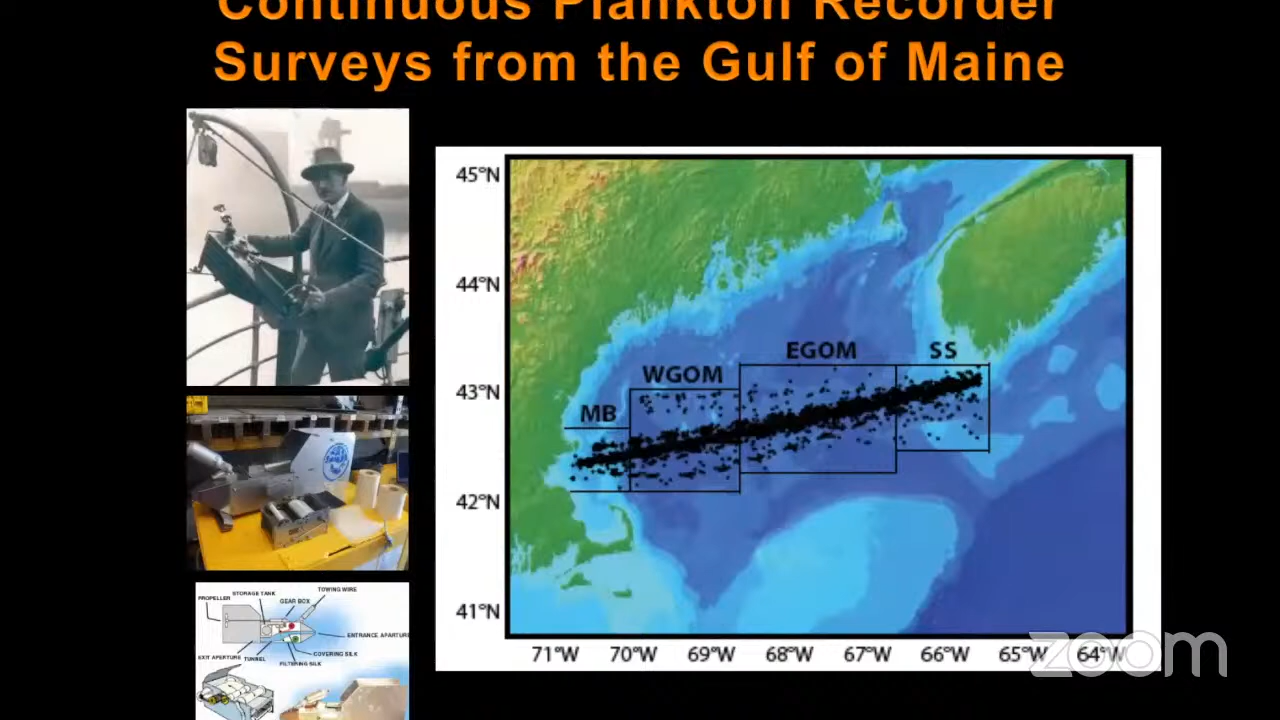 Continuous Plankton Recorder
Surveys from the Gulf of Maine
45°N
44°N
43°N
42°N
41°N
EGOM
SS
WGOM
MB
71°W 70°W 69°W 68°W 67°W 66°W 65°W 64°W
PROPELLER
STORAGE TANK
GEAR BOX
TOWING WIRE
ENTRANCE APARTURE
COVERING SILK
FILTERING SILK
TUNNEL
EXIT APERTURE
zoom